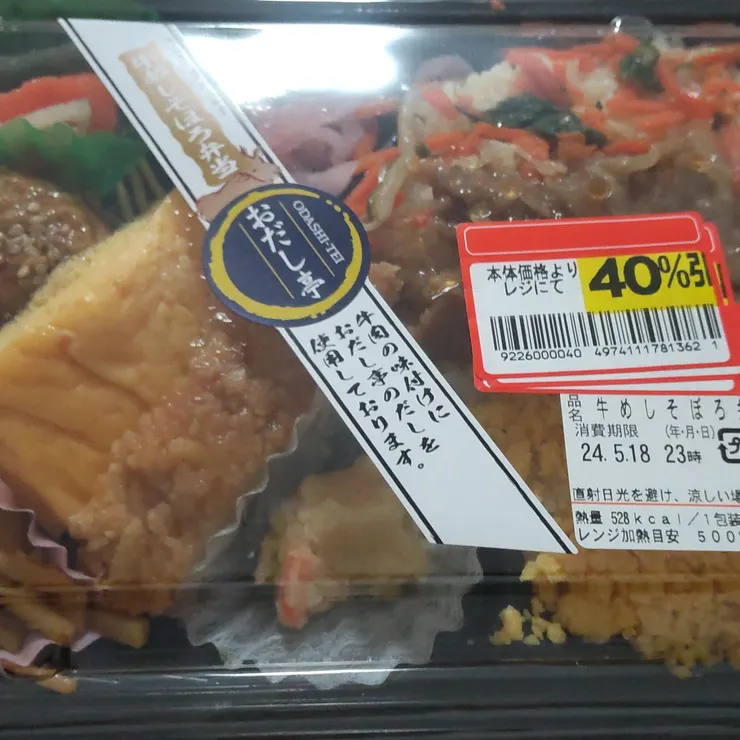 牛めしそぼろ弁当
ODASHI-TEI
おだし亭
牛肉の味付けに
おだし亭のだしを
使用しております。
本体価格より
レジにて
40%引
9226000040 4974111781362 1
品名 牛めしそぼろ
消費期限 (年・月・日)
24.5.18 23時
直射日光を避け、涼しい場
熱量 528kcal/1包装
レンジ加熱目安 500